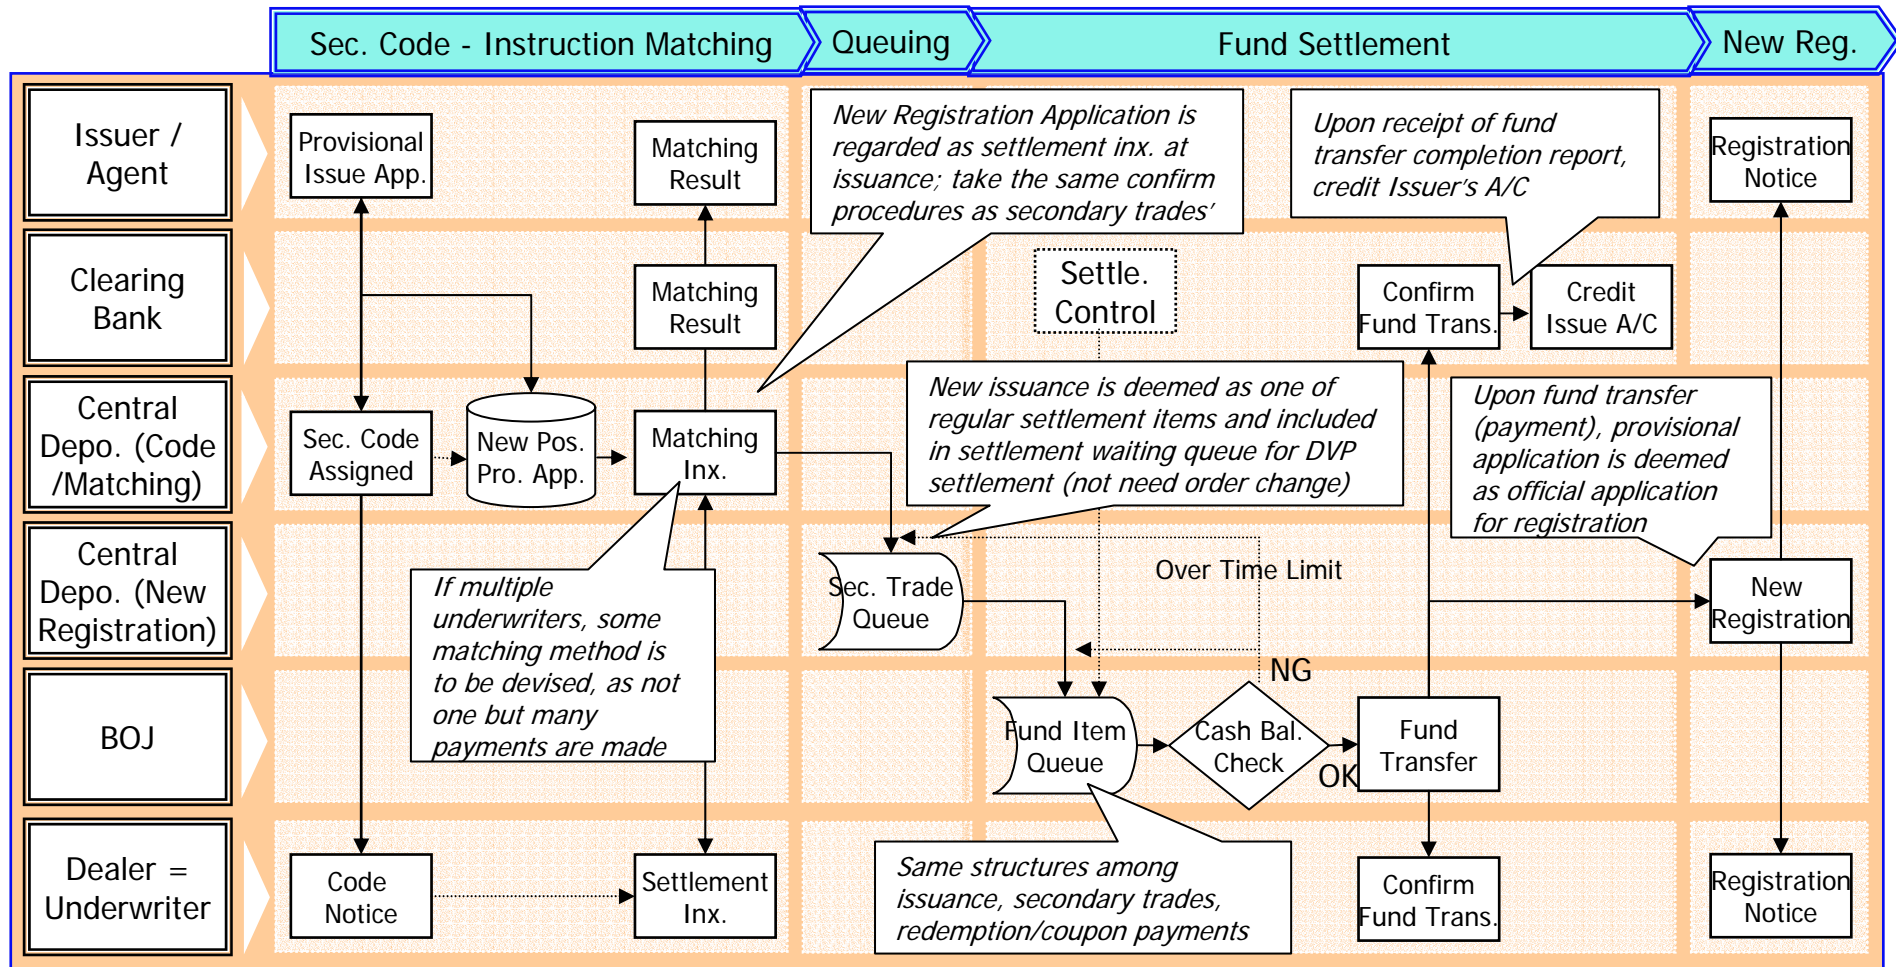 Sec. Code - Instruction Matching
Queuing
Fund Settlement
New Reg.
Issuer /
Agent
Provisional
Issue App.
Matching
Result
New Registration Application is
regarded as settlement inx. at
issuance; take the same confirm
procedures as secondary trades'
Upon receipt of fund
transfer completion report,
credit Issuer's A/C
Registration
Notice
Clearing
Bank
Matching
Result
Settle.
Control
Confirm
Fund Trans.
Credit
Issue A/C
Central
Depo. (Code
/Matching)
Sec. Code
Assigned
New Pos.
Pro. App.
Matching
Inx.
New issuance is deemed as one of
regular settlement items and included
in settlement waiting queue for DVP
settlement (not need order change)
Upon fund transfer
(payment), provisional
application is deemed
as official application
for registration
Central
Depo. (New
Registration)
If multiple
underwriters, some
matching method is
to be devised, as not
one but many
payments are made
Sec. Trade
Queue
Over Time Limit
New
Registration
BOJ
Fund Item
Queue
Cash Bal.
Check
NG
OK
Fund
Transfer
Dealer =
Underwriter
Code
Notice
Settlement
Inx.
Same structures among
issuance, secondary trades,
redemption/coupon payments
Confirm
Fund Trans.
Registration
Notice